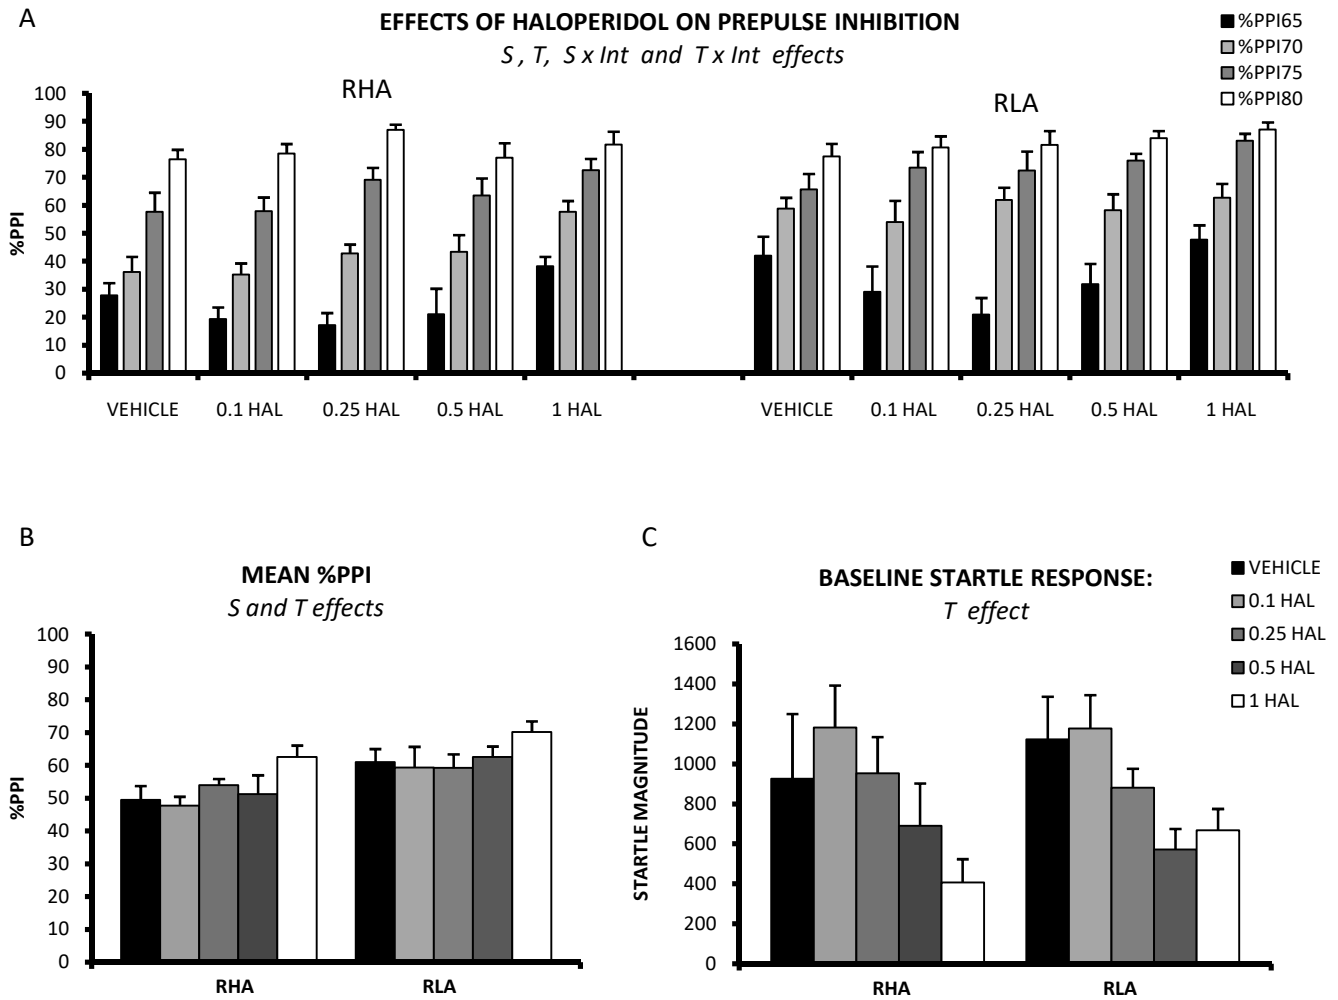 A
EFFECTS OF HALOPERIDOL ON PREPULSE INHIBITION
S , T, S x Int and T x Int effects
%PPI65
%PPI70
%PPI75
%PPI80
RHA
RLA
%PPI
100
90
80
70
60
50
40
30
20
10
0
VEHICLE 0.1 HAL 0.25 HAL 0.5 HAL 1 HAL VEHICLE 0.1 HAL 0.25 HAL 0.5 HAL 1 HAL
B
MEAN %PPI
S and T effects
%PPI
100
90
80
70
60
50
40
30
20
10
0
RHA RLA
C
BASELINE STARTLE RESPONSE:
T effect
VEHICLE
0.1 HAL
0.25 HAL
0.5 HAL
1 HAL
STARTLE MAGNITUDE
1600
1400
1200
1000
800
600
400
200
0
RHA RLA